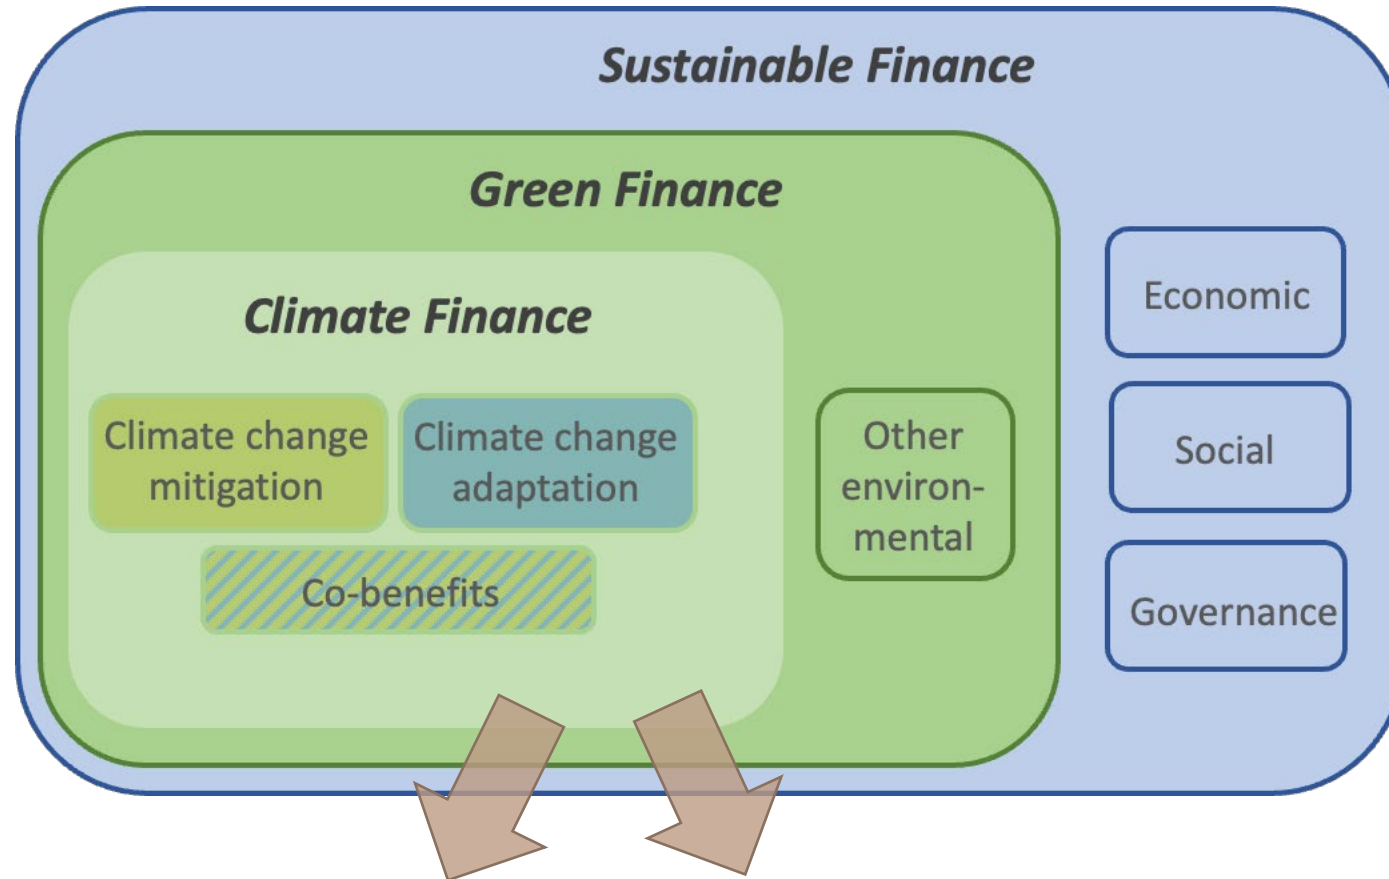 Sustainable Finance
Green Finance
Climate Finance
Climate change
mitigation
Climate change
adaptation
Co-benefits
Other
environ-
mental
Economic
Social
Governance